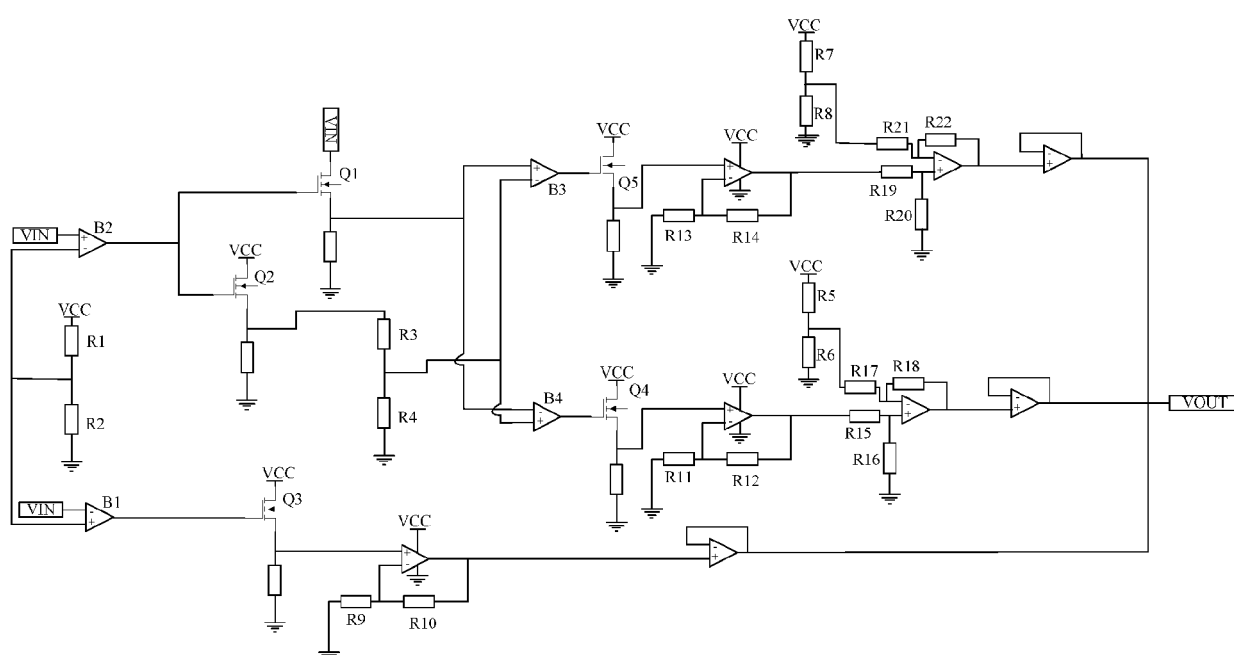 VCC
R7
R8
VIN
Q1
VCC
Q5
VCC
R21
R22
B3
R19
R20
R13
R14
VIN
B2
VCC
Q2
VCC
R5
R6
VCC
R1
R2
R3
R4
B4
VCC
Q4
VCC
R17
R18
R15
R16
VOUT
R11
R12
VIN
B1
VCC
Q3
VCC
R9
R10